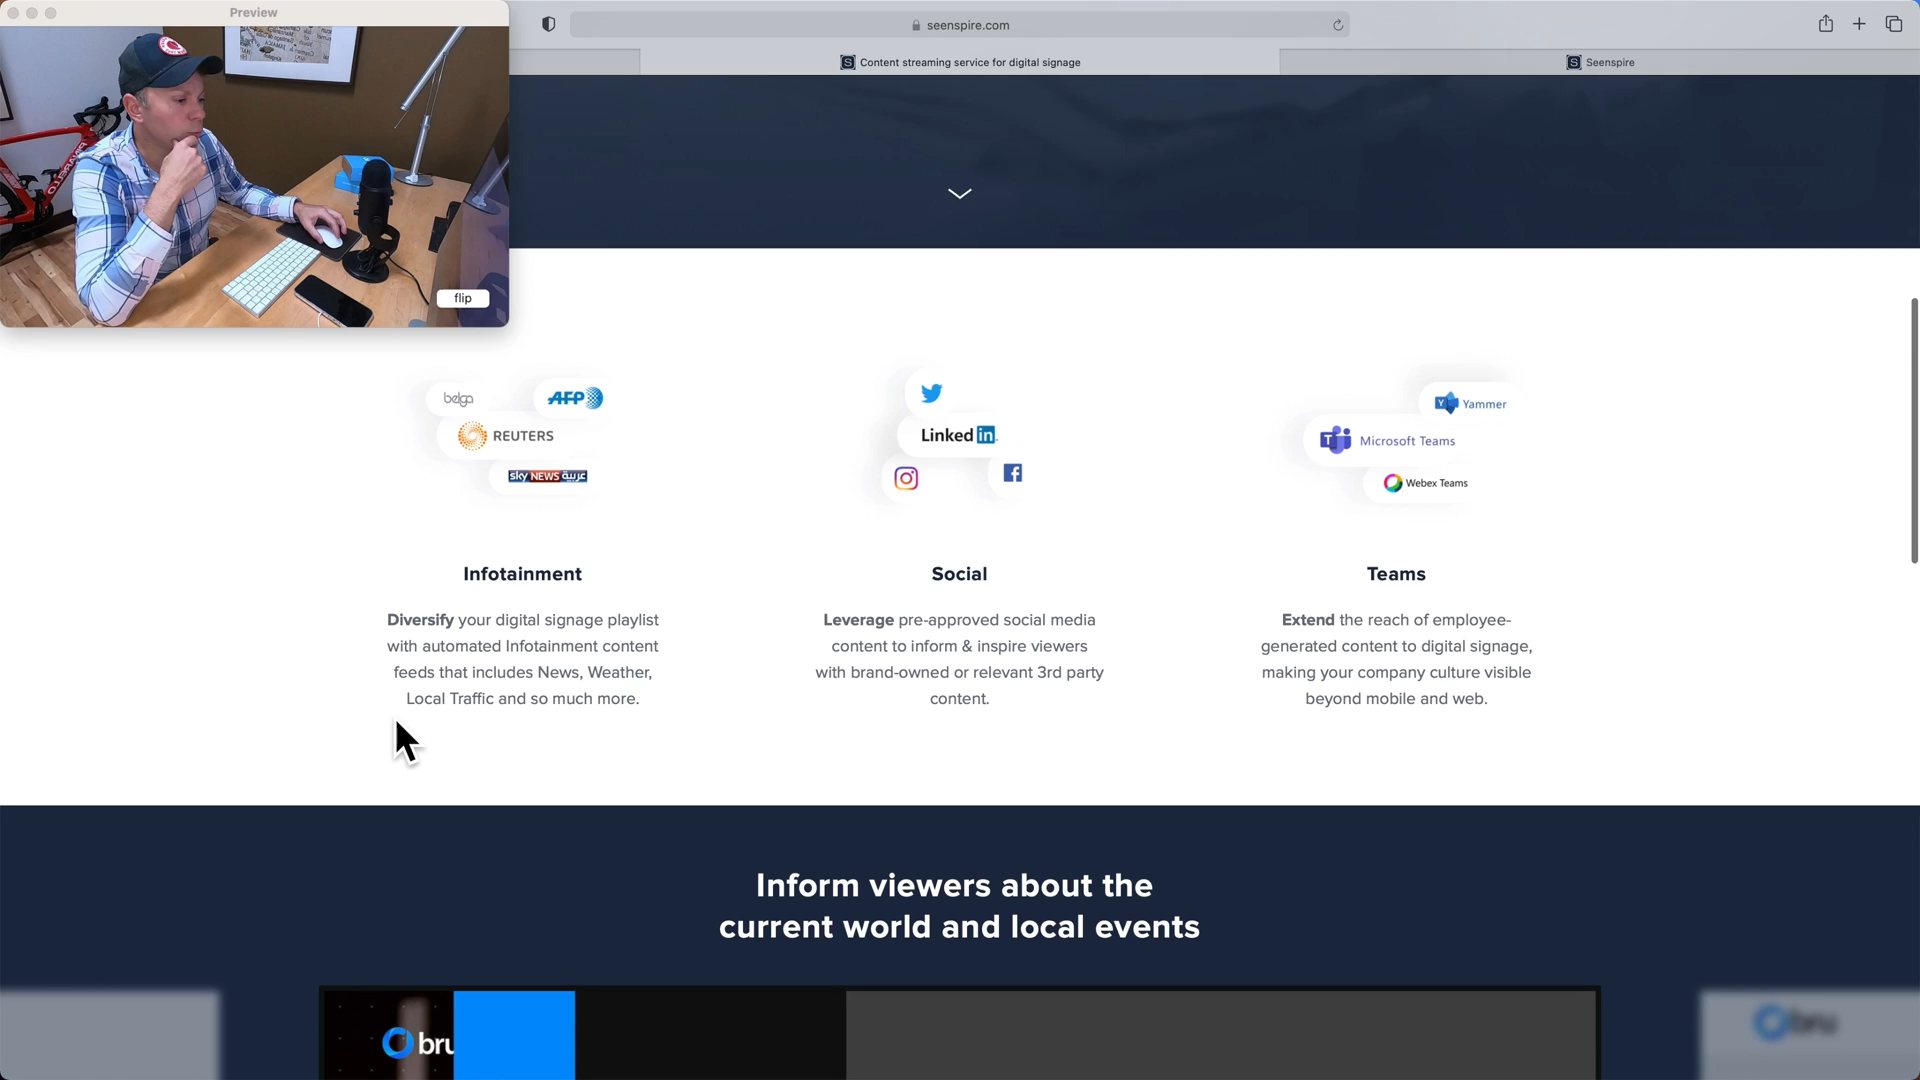 Preview
seenspire.com
Content streaming service for digital signage
Seenspire
flip
belga
AFP
REUTERS
sky NEWS عربية
Linked in
Yammer
Microsoft Teams
Webex Teams
Infotainment
Diversify your digital signage playlist
with automated Infotainment content
feeds that includes News, Weather,
Local Traffic and so much more.
Social
Leverage pre-approved social media
content to inform & inspire viewers
with brand-owned or relevant 3rd party
content.
Teams
Extend the reach of employee-
generated content to digital signage,
making your company culture visible
beyond mobile and web.
Inform viewers about the
current world and local events
bru
bru